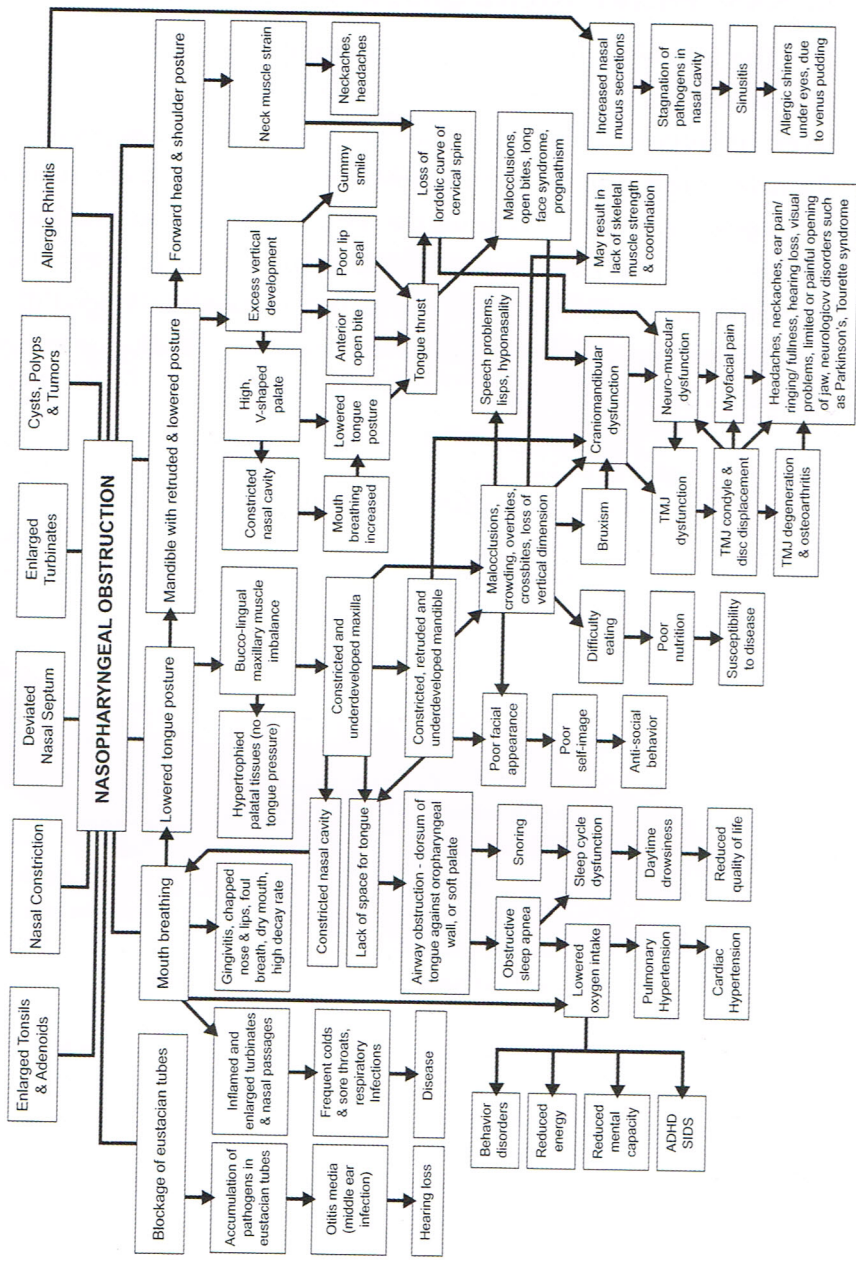 Enlarged Tonsils
& Adenoids
Nasal Constriction
Deviated
Nasal Septum
Enlarged
Turbinates
Cysts, Polyps
& Tumors
Allergic Rhinitis
NASOPHARYNGEAL OBSTRUCTION
Blockage of eustacian tubes
Mouth breathing
Lowered tongue posture
Mandible with retruded & lowered posture
Forward head & shoulder posture
Accumulation of
pathogens in
eustacian tubes
Otitis media
(middle ear
infection)
Hearing loss
Inflamed and
enlarged turbinates
& nasal passages
Frequent colds
& sore throats,
respiratory
Infections
Disease
Gingivitis, chapped
nose & lips, foul
breath, dry mouth,
high decay rate
Hypertrophied
palatal tissues (no
tongue pressure)
Bucco-lingual
maxillary muscle
imbalance
Constricted nasal cavity
Lack of space for tongue
Constricted and
underdeveloped maxilla
Constricted, retruded and
underdeveloped mandible
Airway obstruction - dorsum of
tongue against oropharyngeal
wall, or soft palate
Obstructive
sleep apnea
Snoring
Lowered
oxygen intake
Sleep cycle
dysfunction
Pulmonary
Hypertension
Daytime
drowsiness
Cardiac
Hypertension
Reduced
quality of life
Behavior
disorders
Reduced
energy
Reduced
mental
capacity
ADHD
SIDS
Poor facial
appearance
Poor
self-image
Anti-social
behavior
Malocclusions,
crowding, overbites,
crossbites, loss of
vertical dimension
Difficulty
eating
Poor
nutrition
Susceptibility
to disease
Speech problems,
lisps, hyponasality
Bruxism
Craniomandibular
dysfunction
TMJ
dysfunction
Neuro-muscular
dysfunction
TMJ condyle &
disc displacement
Myofacial pain
TMJ degeneration
& osteoarthritis
Headaches, neckaches, ear pain/
ringing/ fullness, hearing loss, visual
problems, limited or painful opening
of jaw, neurologicvv disorders such
as Parkinson's, Tourette syndrome
Constricted
nasal cavity
High,
V-shaped
palate
Excess vertical
development
Mouth
breathing
increased
Lowered
tongue
posture
Anterior
open bite
Poor lip
seal
Gummy
smile
Tongue thrust
Neck muscle strain
Neckaches,
headaches
Loss of
lordotic curve of
cervical spine
Malocclusions,
open bites, long
face syndrome,
prognathism
May result in
lack of skeletal
muscle strength
& coordination
Increased nasal
mucus secretions
Stagnation of
pathogens in
nasal cavity
Sinusitis
Allergic shiners
under eyes, due
to venus pudding